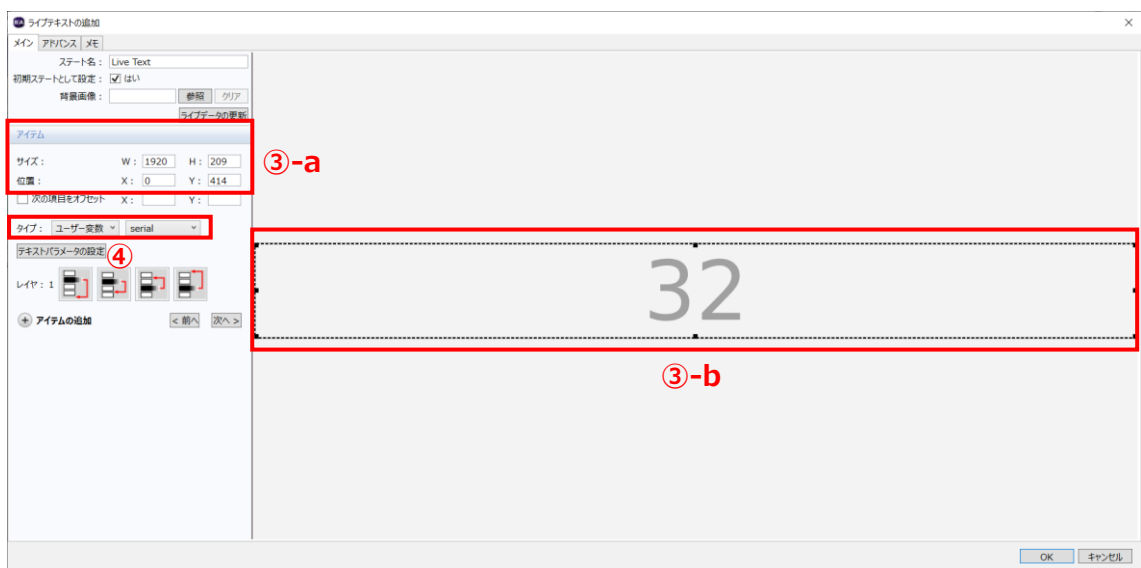 ライブテキストの追加
メイン アドバンス メモ
ステート名： Live Text
初期ステートとして設定： はい
背景画像： 参照 クリア
ライブデータの更新
アイテム
サイズ： W： 1920 H： 209
③-a
位置： X： 0 Y： 414
次の項目をオフセット X： Y：
タイプ： ユーザー変数 serial
テキストパラメータの設定
④
レイヤ：1
32
アイテムの追加 < 前へ 次へ >
③-b
OK キャンセル